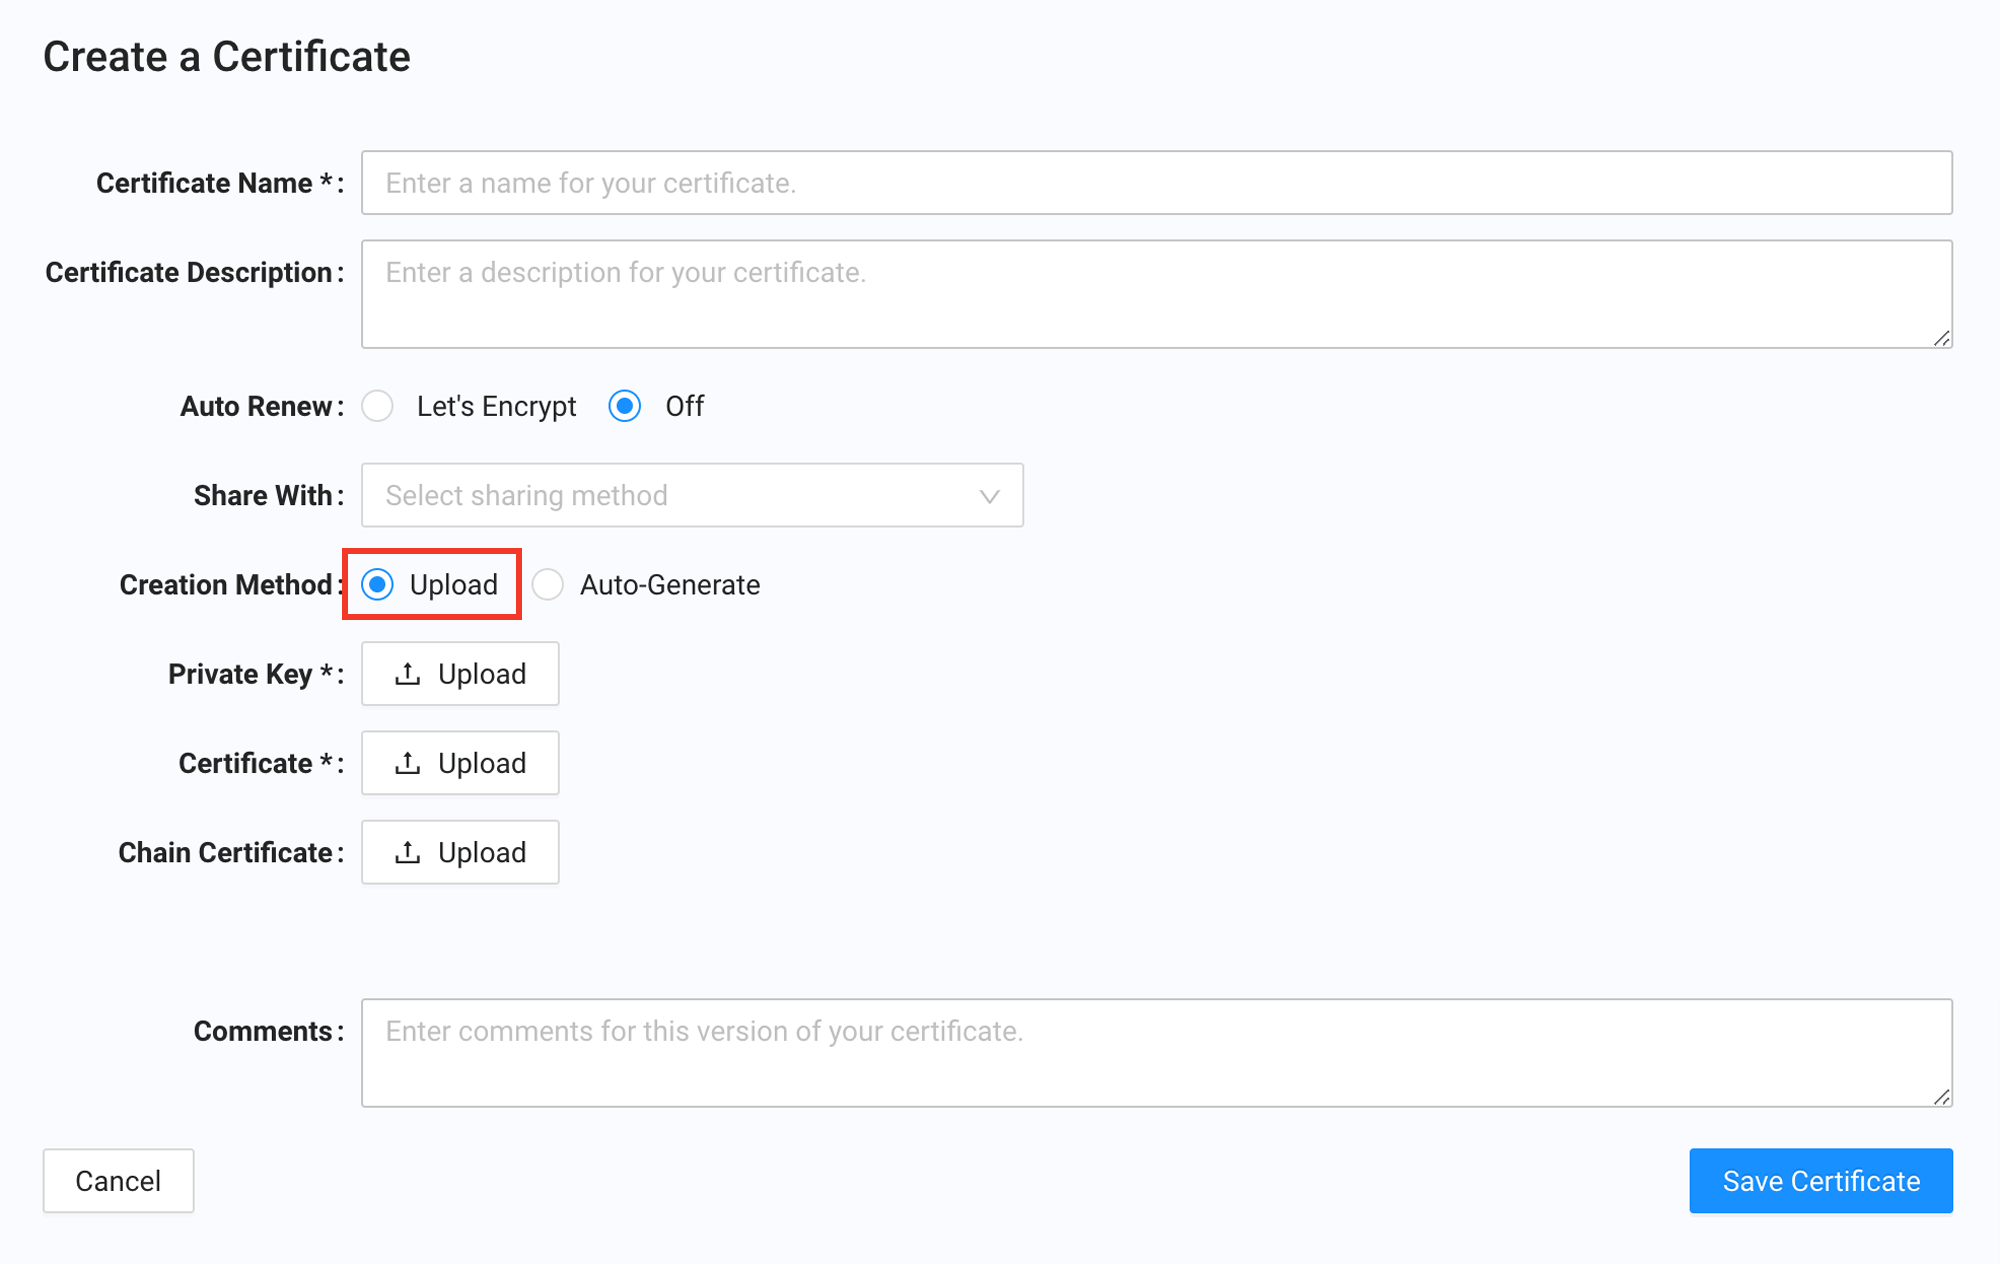 Create a Certificate
Certificate Name *: Enter a name for your certificate.
Certificate Description: Enter a description for your certificate.
Auto Renew: Let's Encrypt Off
Share With: Select sharing method
Creation Method: Upload Auto-Generate
Private Key *: Upload
Certificate *: Upload
Chain Certificate: Upload
Comments: Enter comments for this version of your certificate.
Cancel Save Certificate